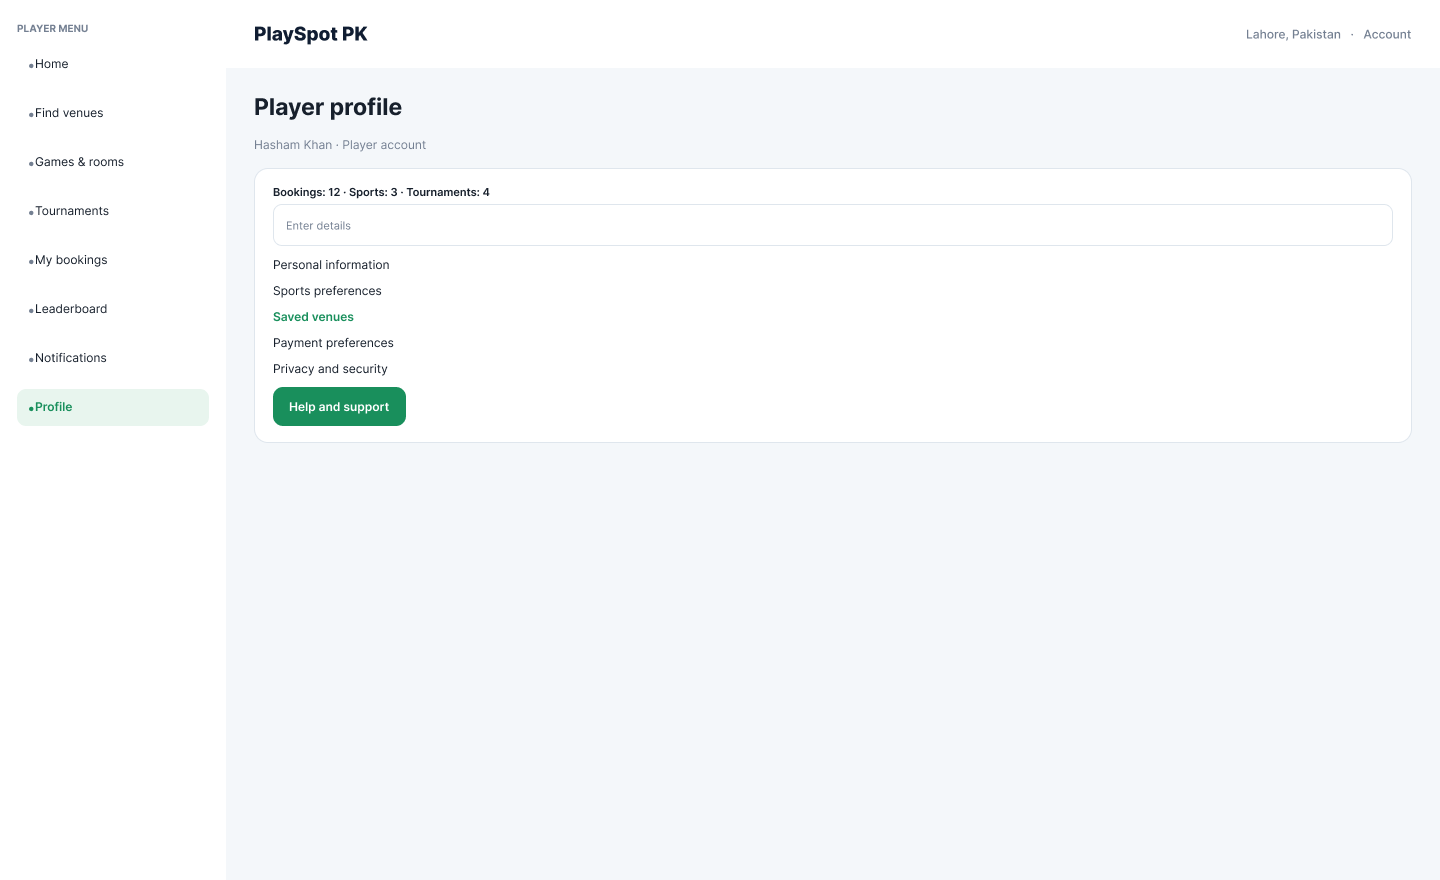 PLAYER MENU
Home
Find venues
Games & rooms
Tournaments
My bookings
Leaderboard
Notifications
Profile
PlaySpot PK
Lahore, Pakistan · Account
Player profile
Hasham Khan · Player account
Bookings: 12 · Sports: 3 · Tournaments: 4
Enter details
Personal information
Sports preferences
Saved venues
Payment preferences
Privacy and security
Help and support